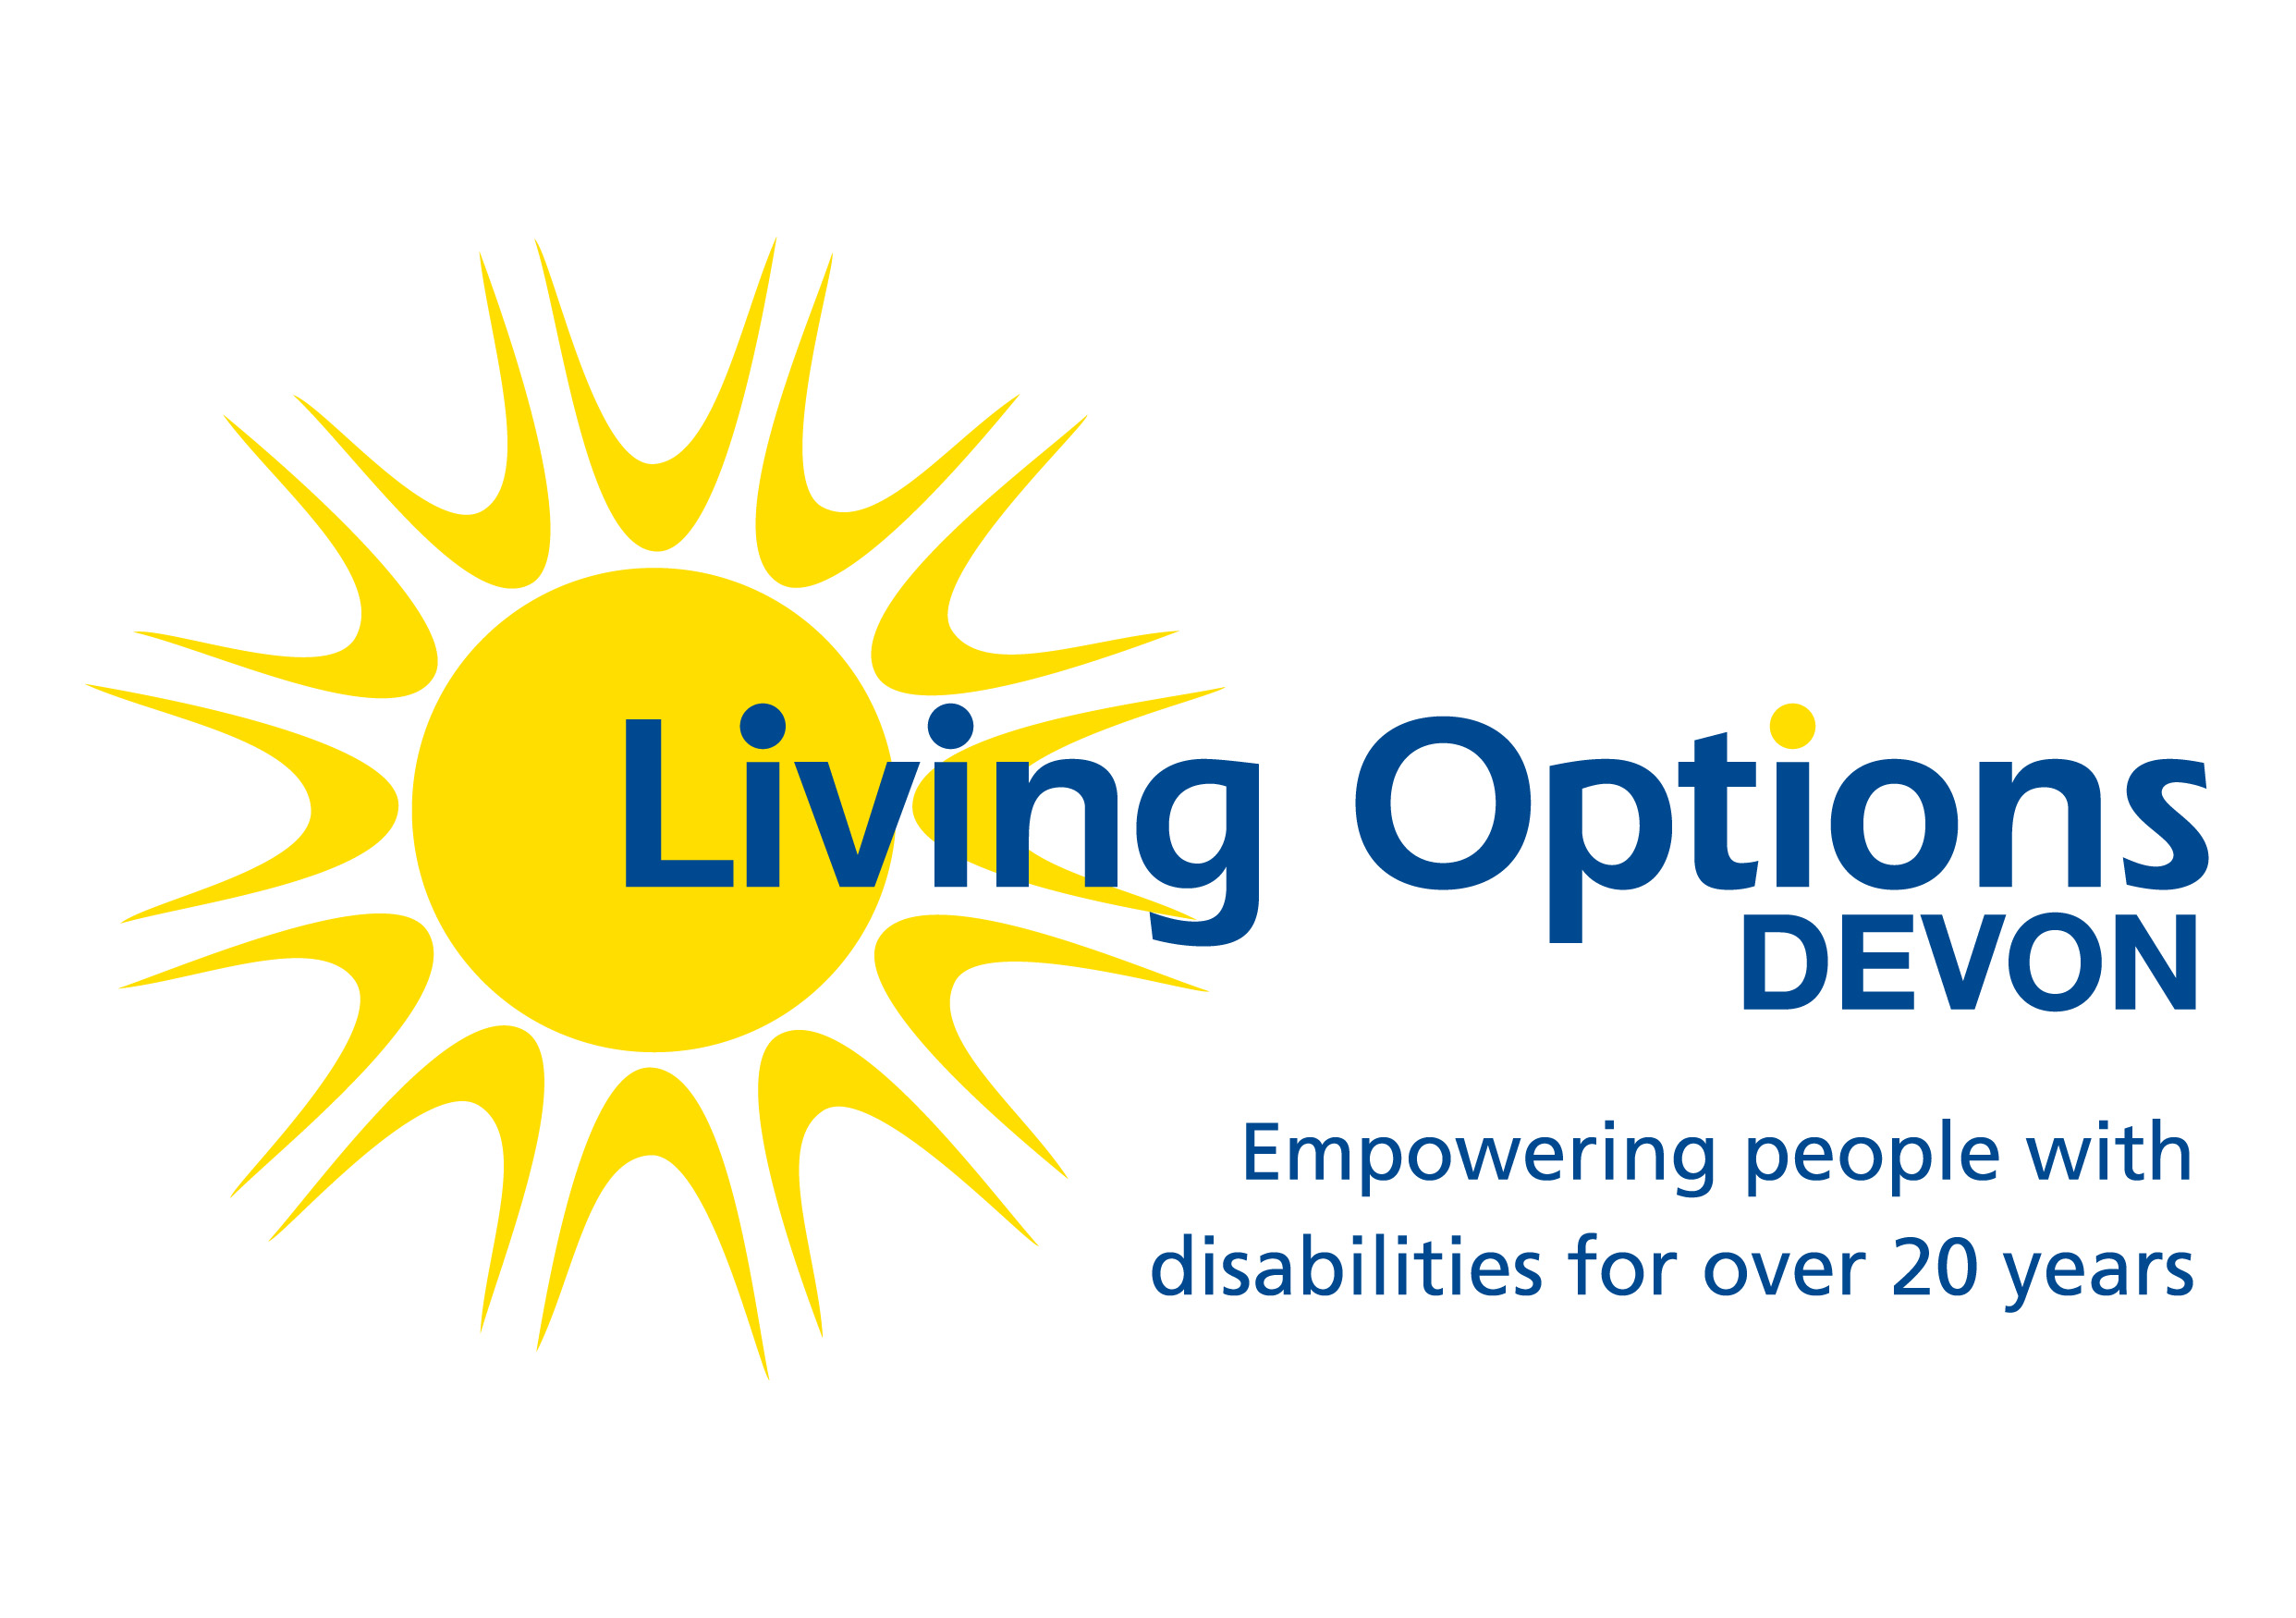 Living Options
DEVON
Empowering people with
disabilities for over 20 years